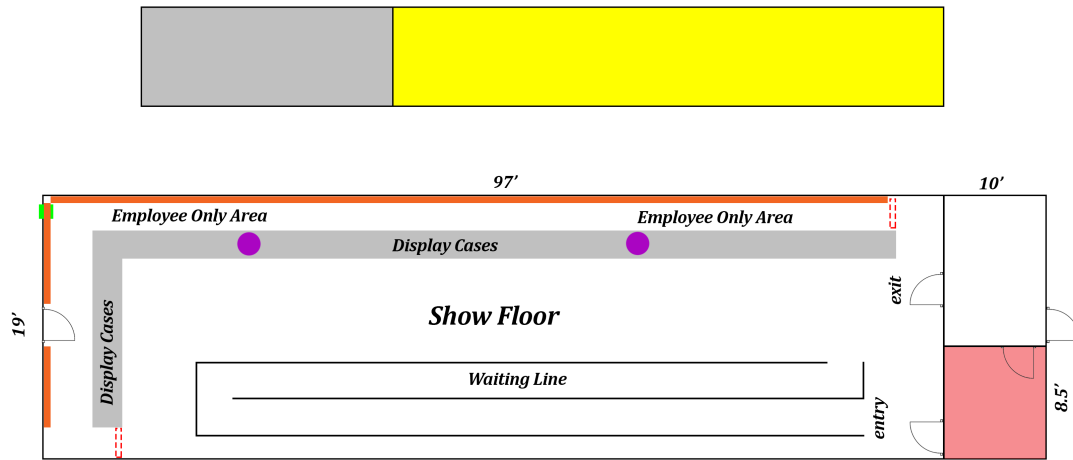 97’
10’
Employee Only Area
Employee Only Area
Display Cases
exit
19’
Show Floor
Display Cases
Waiting Line
entry
8.5’